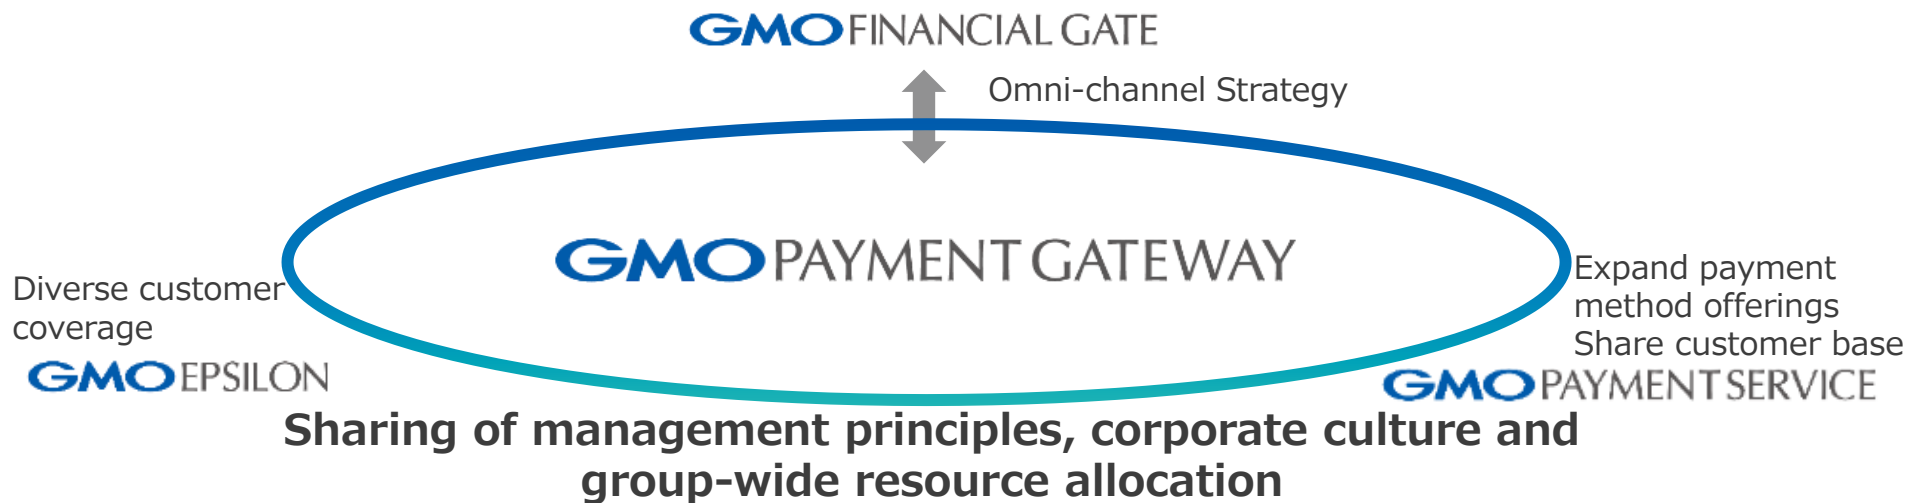 GMO FINANCIAL GATE
Omni-channel Strategy
GMO PAYMENT GATEWAY
Diverse customer
coverage
GMO EPSILON
Expand payment
method offerings
Share customer base
GMO PAYMENT SERVICE
Sharing of management principles, corporate culture and
group-wide resource allocation